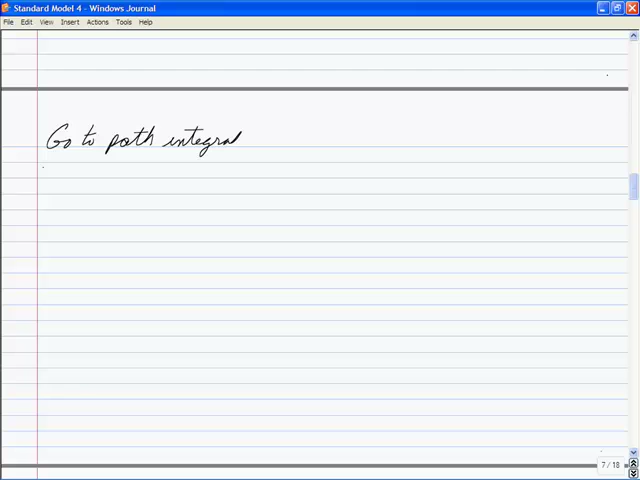 Standard Model 4 - Windows Journal
File Edit View Insert Actions Tools Help
Go to path integral
7 / 18